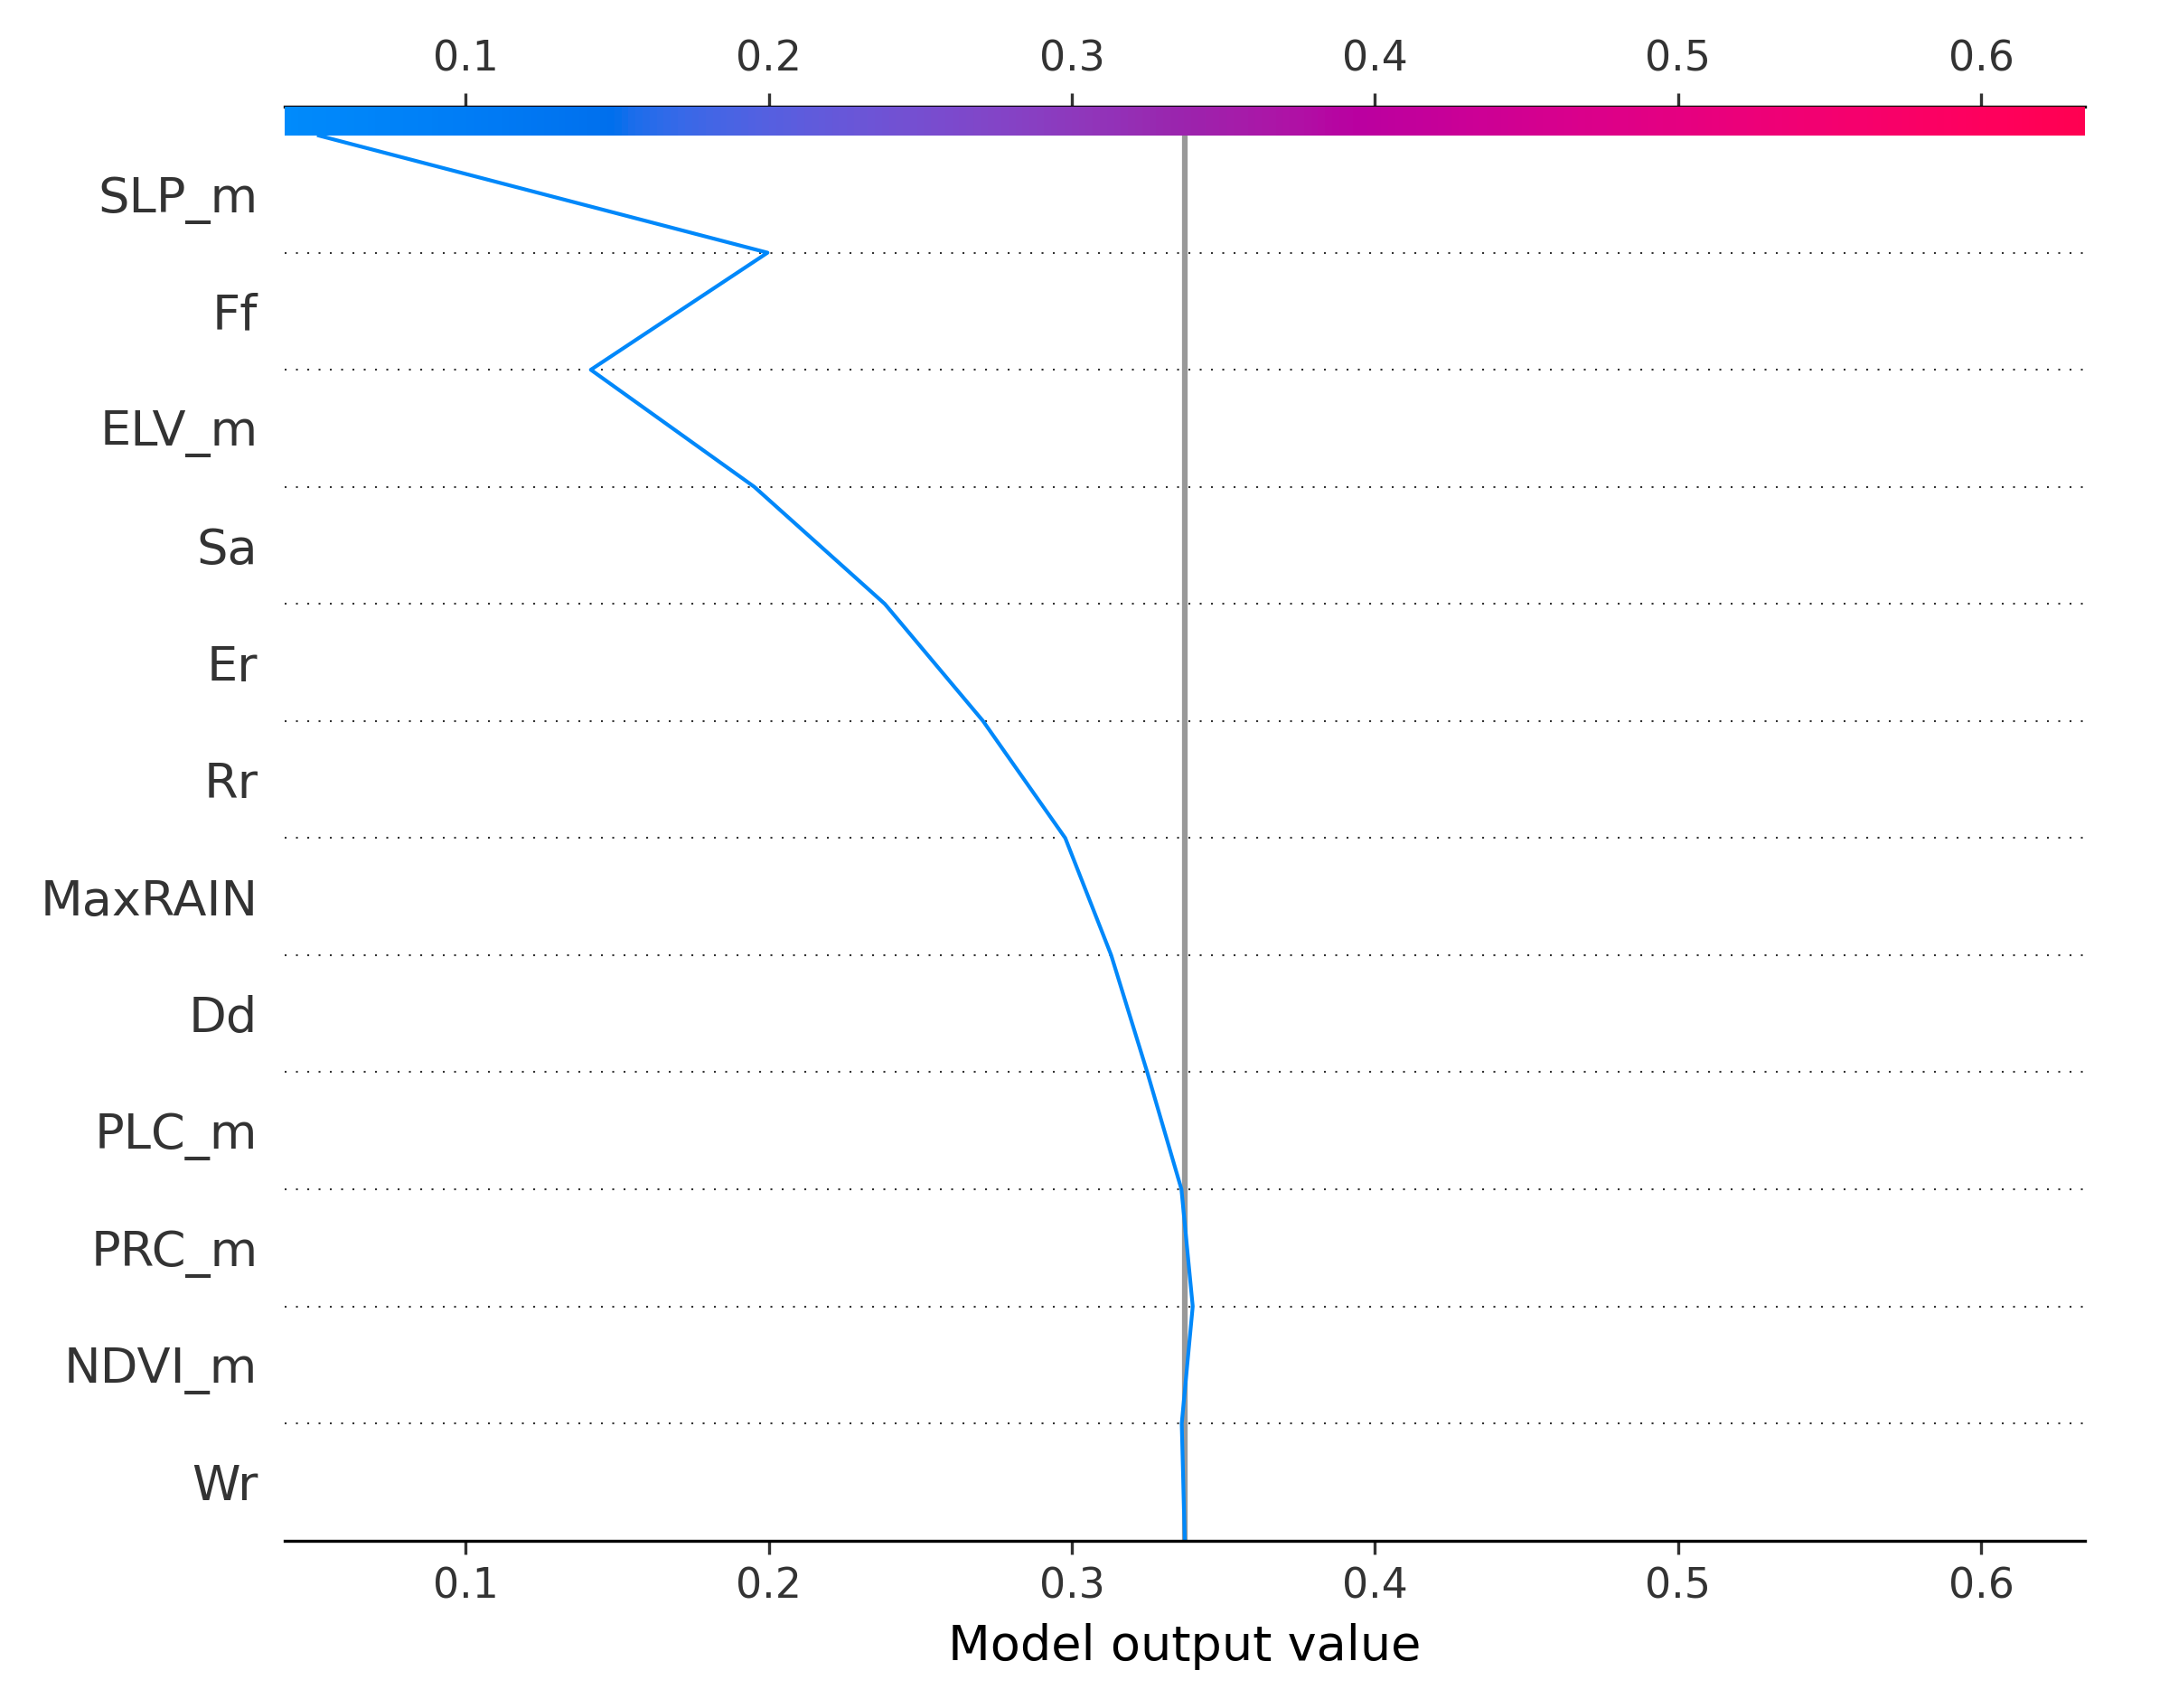 0.1 0.2 0.3 0.4 0.5 0.6
SLP_m
Ff
ELV_m
Sa
Er
Rr
MaxRAIN
Dd
PLC_m
PRC_m
NDVI_m
Wr
0.1 0.2 0.3 0.4 0.5 0.6
Model output value